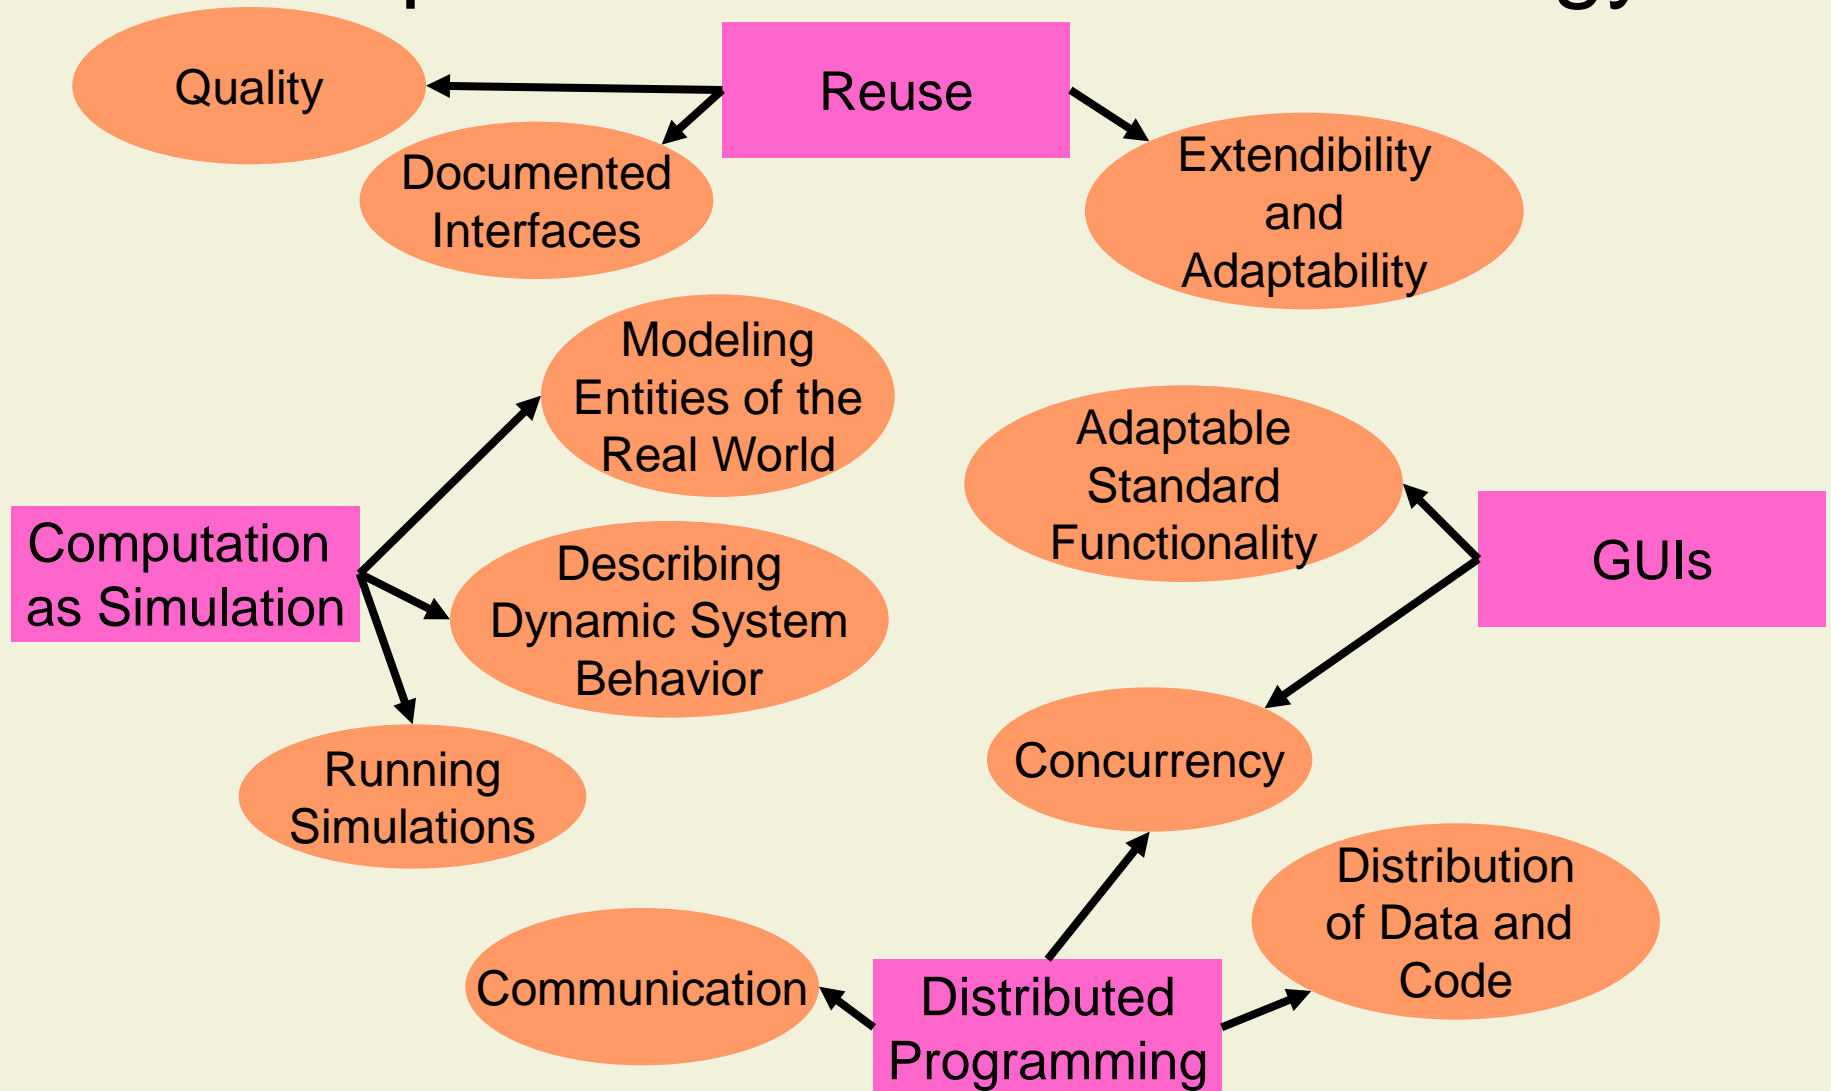 Quality
Reuse
Documented
Interfaces
Extendibility
and
Adaptability
Modeling
Entities of the
Real World
Adaptable
Standard
Functionality
Computation
as Simulation
Describing
Dynamic System
Behavior
GUIs
Running
Simulations
Concurrency
Distribution
of Data and
Code
Communication
Distributed
Programming